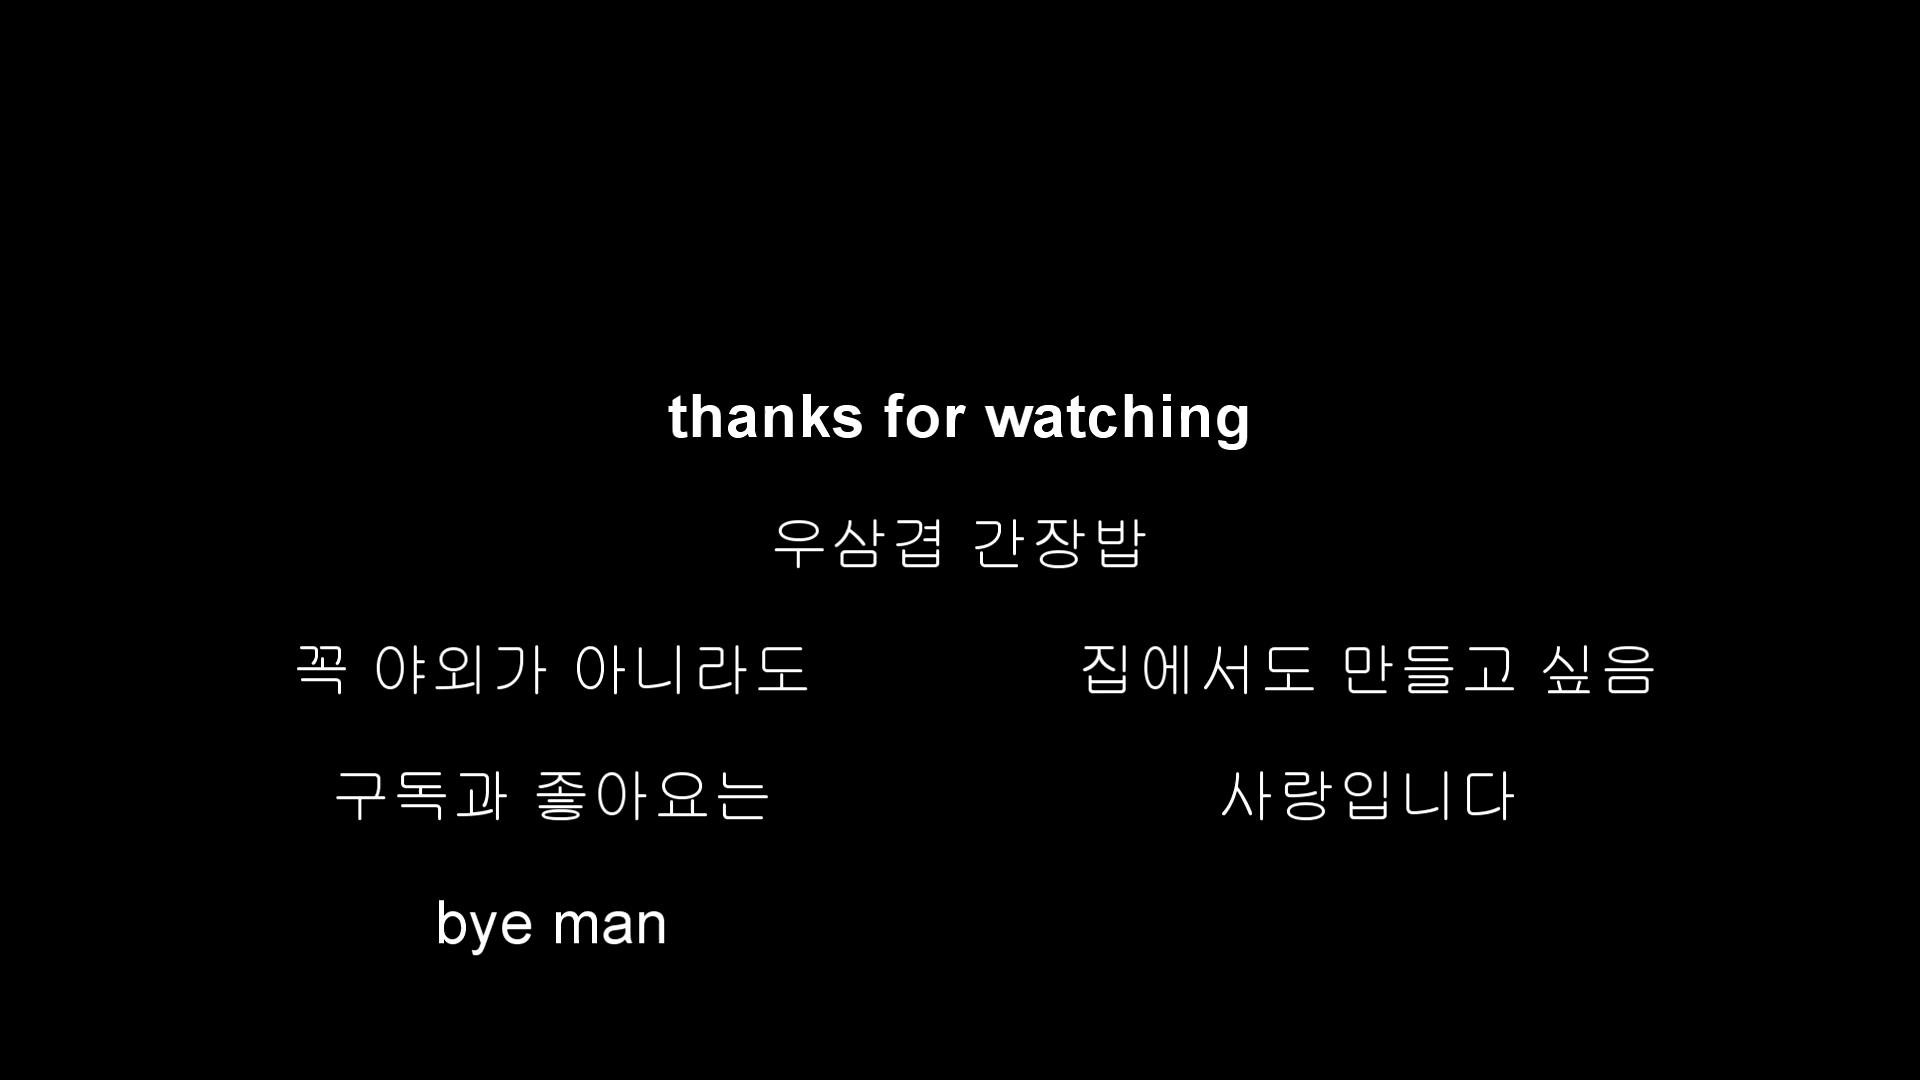 thanks for watching
우삼겹 간장밥
꼭 야외가 아니라도 집에서도 만들고 싶음
구독과 좋아요는 사랑입니다
bye man